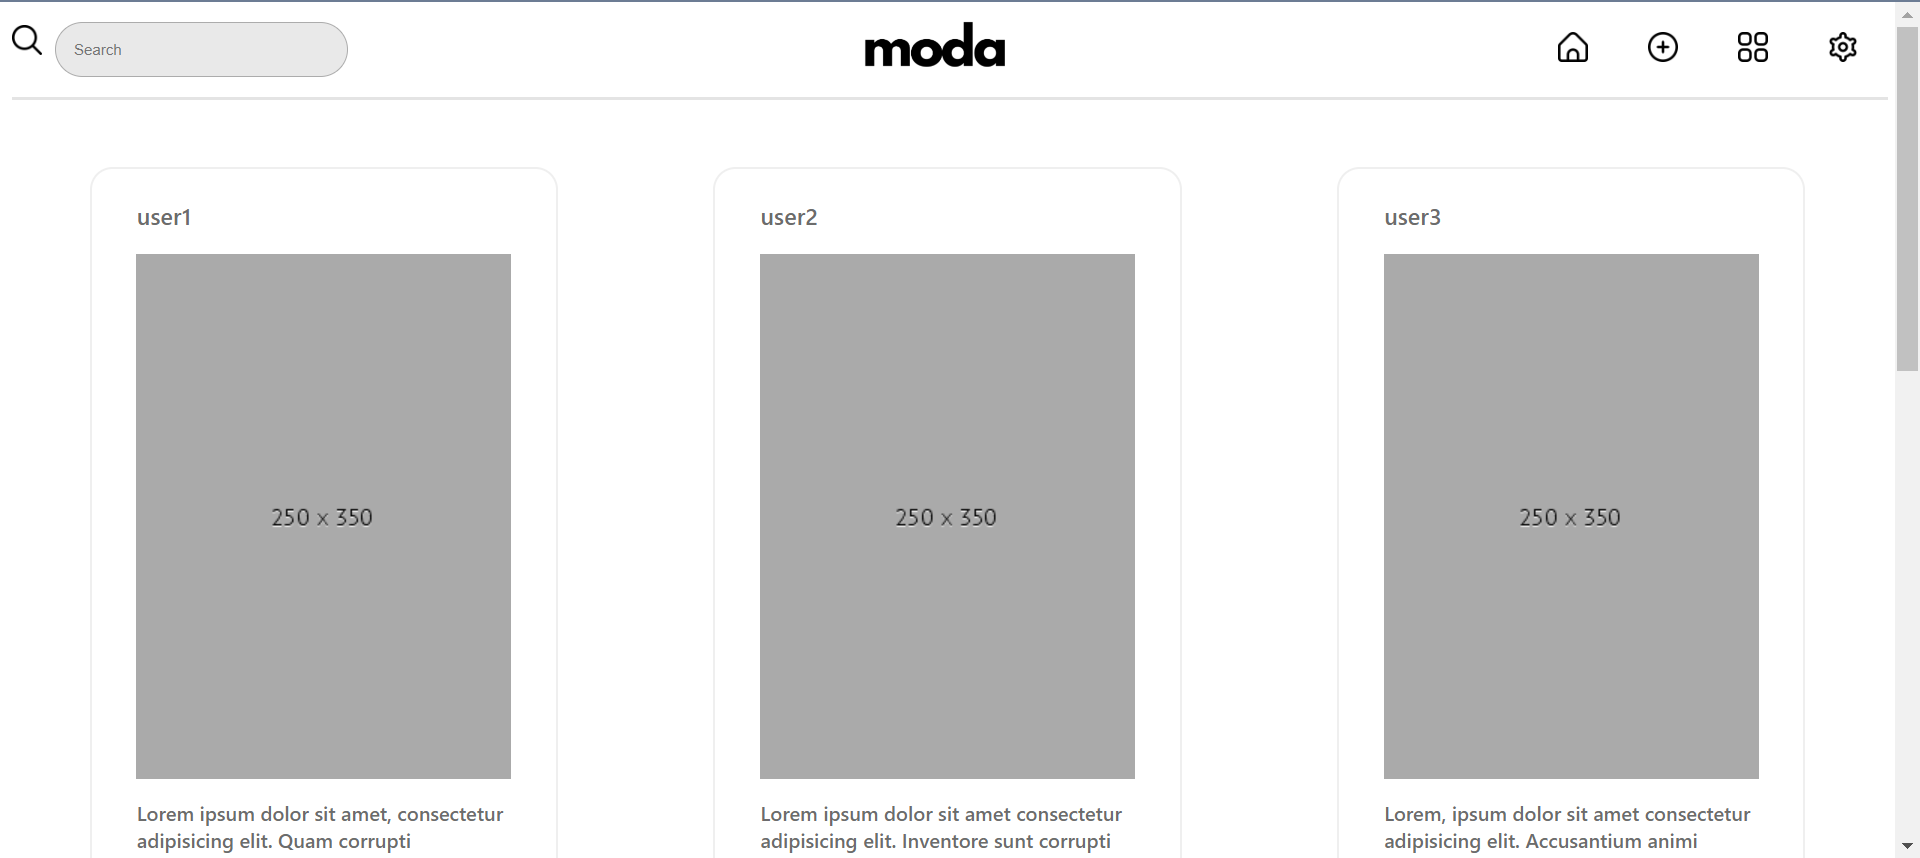 Search
moda
user1
250 x 350
Lorem ipsum dolor sit amet, consectetur
adipisicing elit. Quam corrupti
user2
250 x 350
Lorem ipsum dolor sit amet consectetur
adipisicing elit. Inventore sunt corrupti
user3
250 x 350
Lorem, ipsum dolor sit amet consectetur
adipisicing elit. Accusantium animi